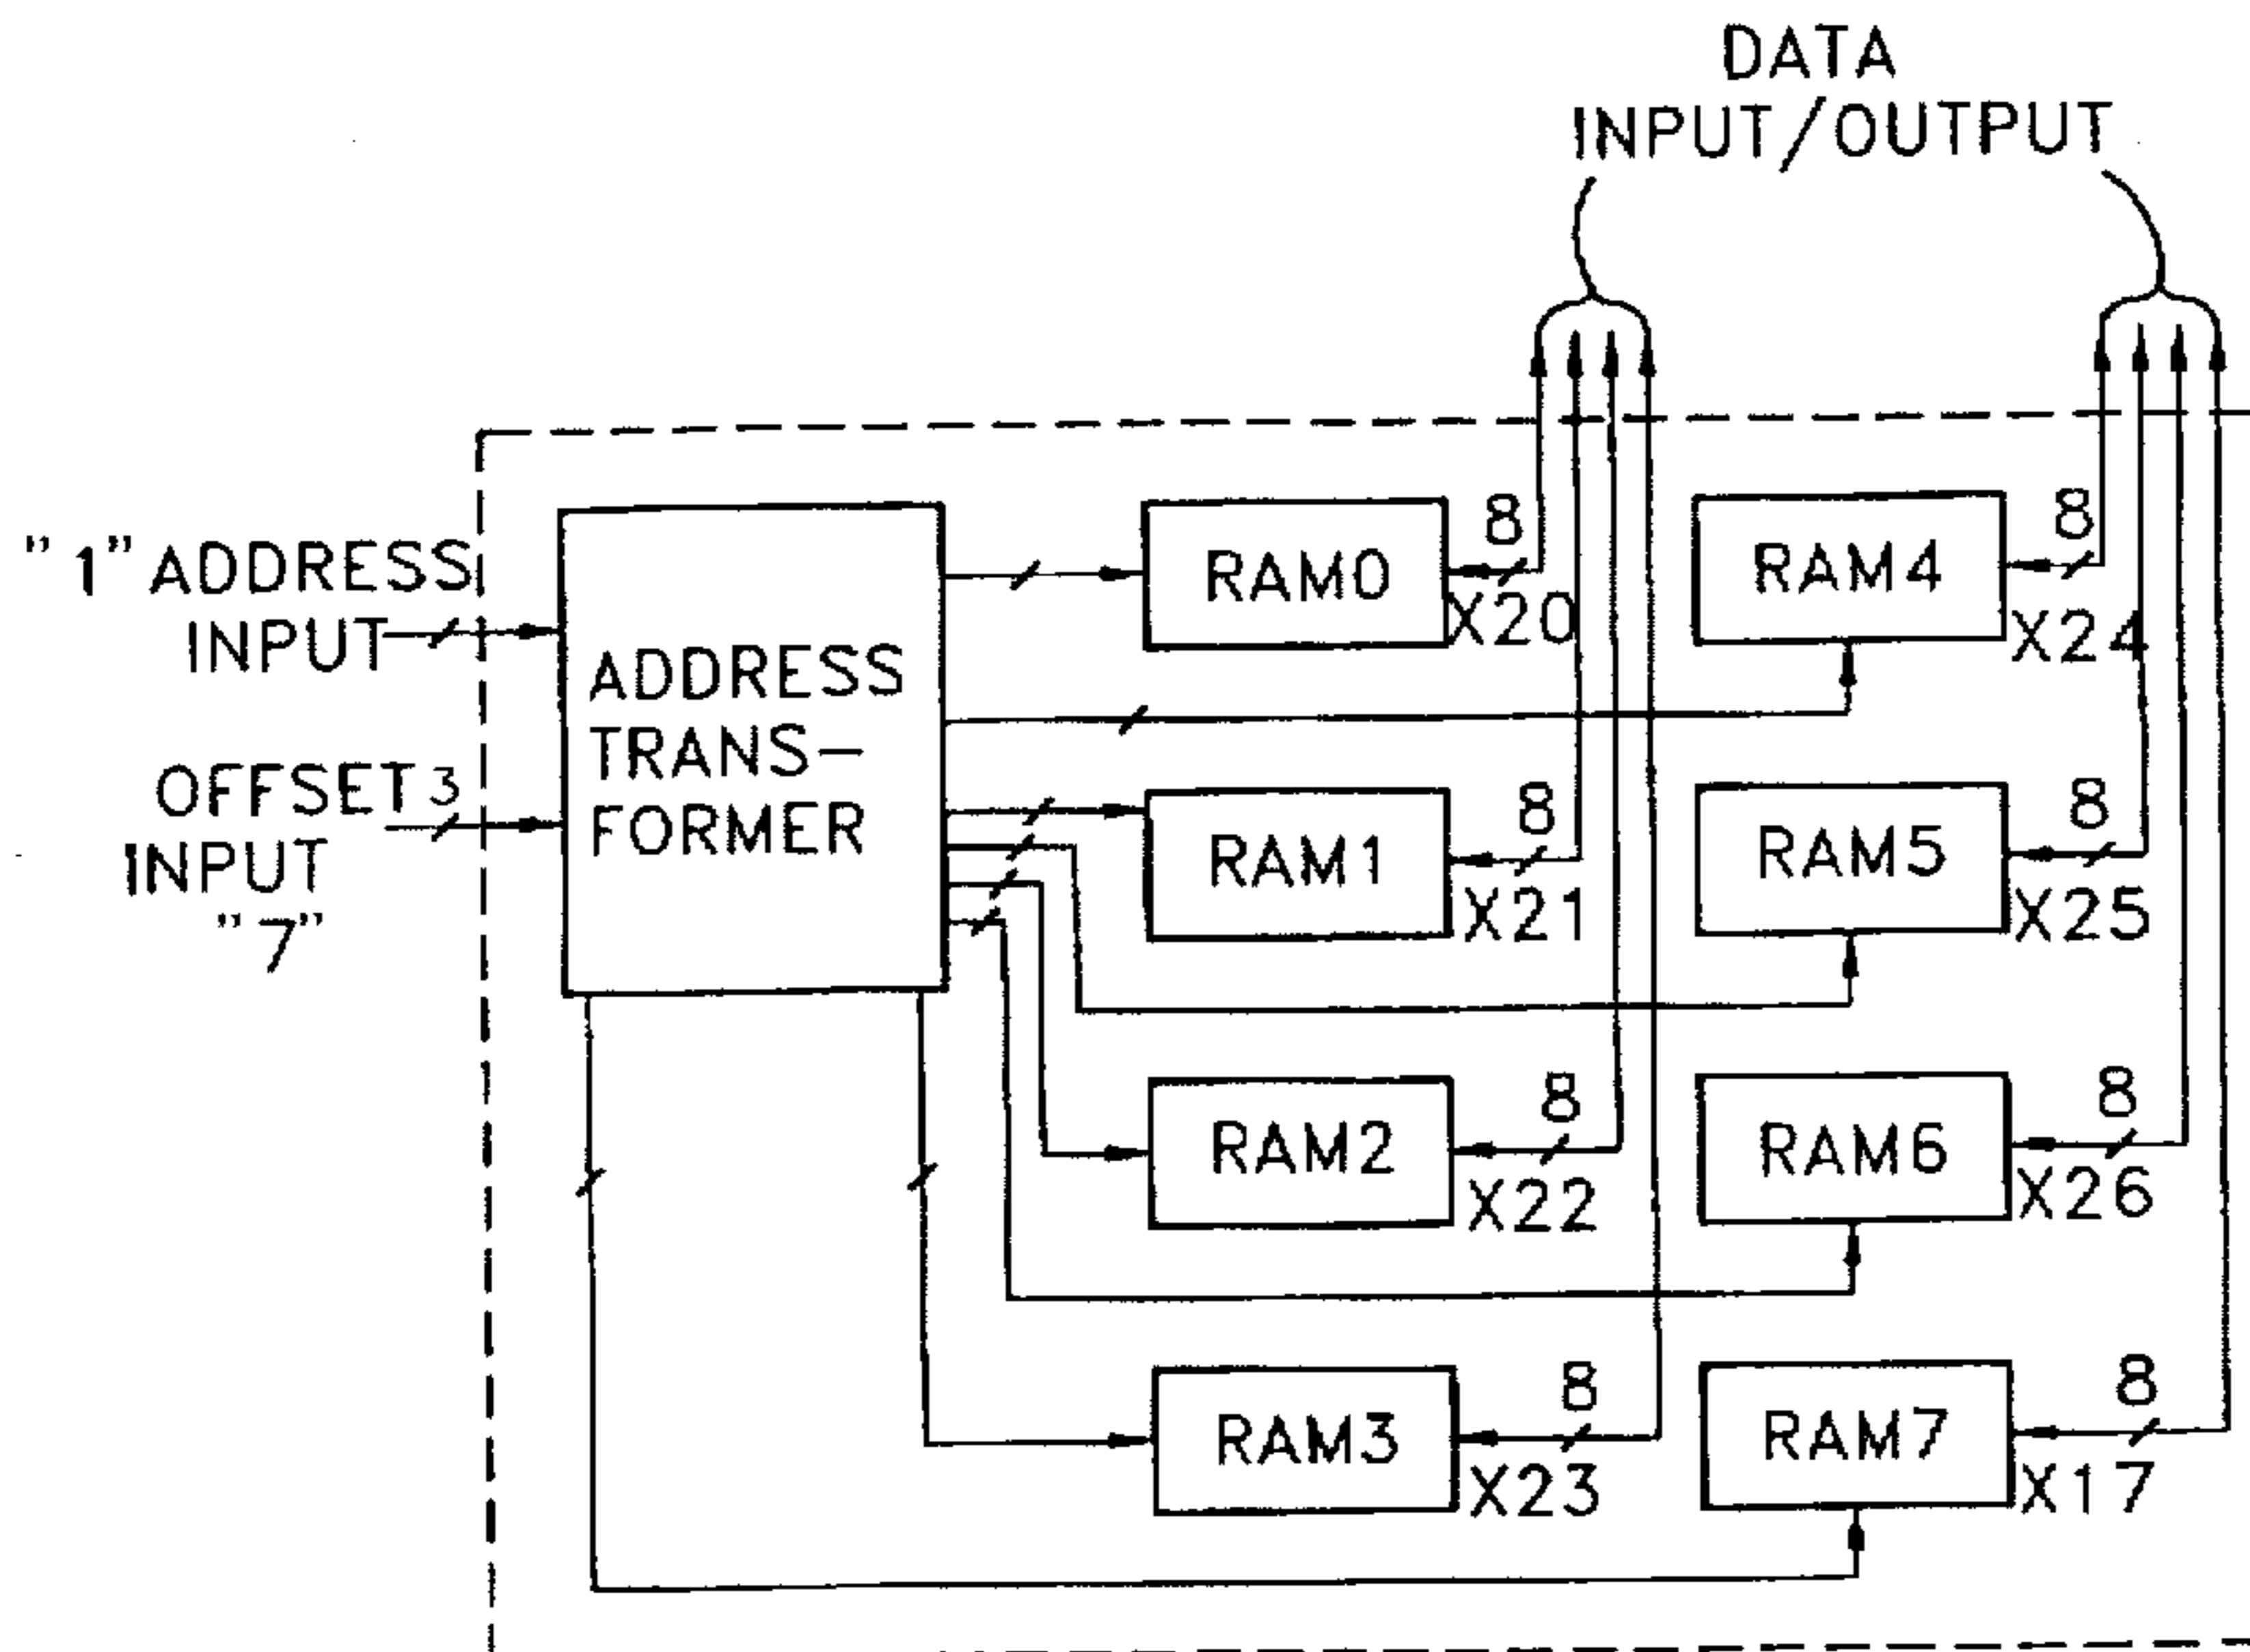 DATA
INPUT/OUTPUT
"1" ADDRESS
INPUT
OFFSET 3
INPUT
"7"
ADDRESS
TRANS-
FORMER
RAM0
8
X20
RAM4
8
X24
RAM1
8
X21
RAM5
8
X25
RAM2
8
X22
RAM6
8
X26
RAM3
8
X23
RAM7
8
X17